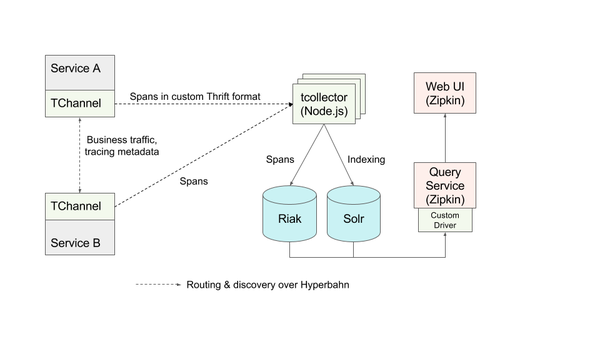 Service A
TChannel
Spans in custom Thrift format
tcollector
(Node.js)
Web UI
(Zipkin)
Business traffic,
tracing metadata
Spans
Indexing
Spans
TChannel
Service B
Riak
Solr
Query
Service
(Zipkin)
Custom
Driver
Routing & discovery over Hyperbahn